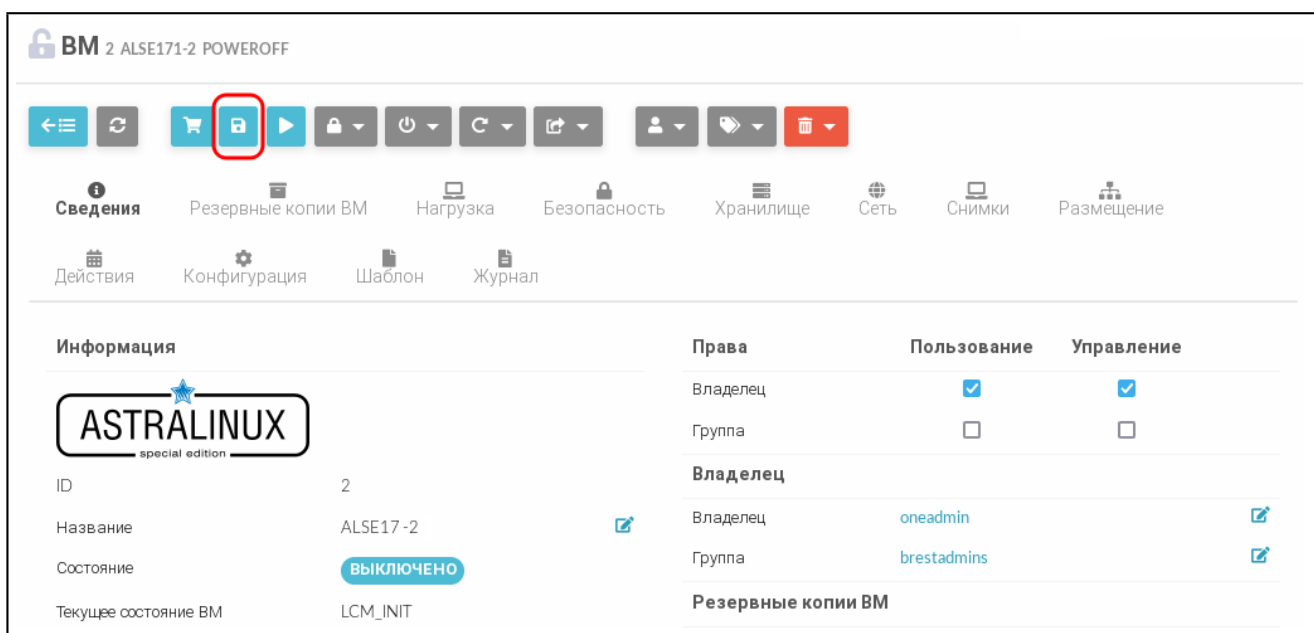 ВМ 2 ALSE171-2 POWEROFF
Сведения Резервные копии ВМ Нагрузка Безопасность Хранилище Сеть Снимки Размещение
Действия Конфигурация Шаблон Журнал
Информация
ASTRALINUX
special edition
ID 2
Название ALSE17 -2
Состояние ВЫКЛЮЧЕНО
Текущее состояние ВМ LCM_INIT
Права Пользование Управление
Владелец
Группа
Владелец
Владелец oneadmin
Группа brestadmins
Резервные копии ВМ